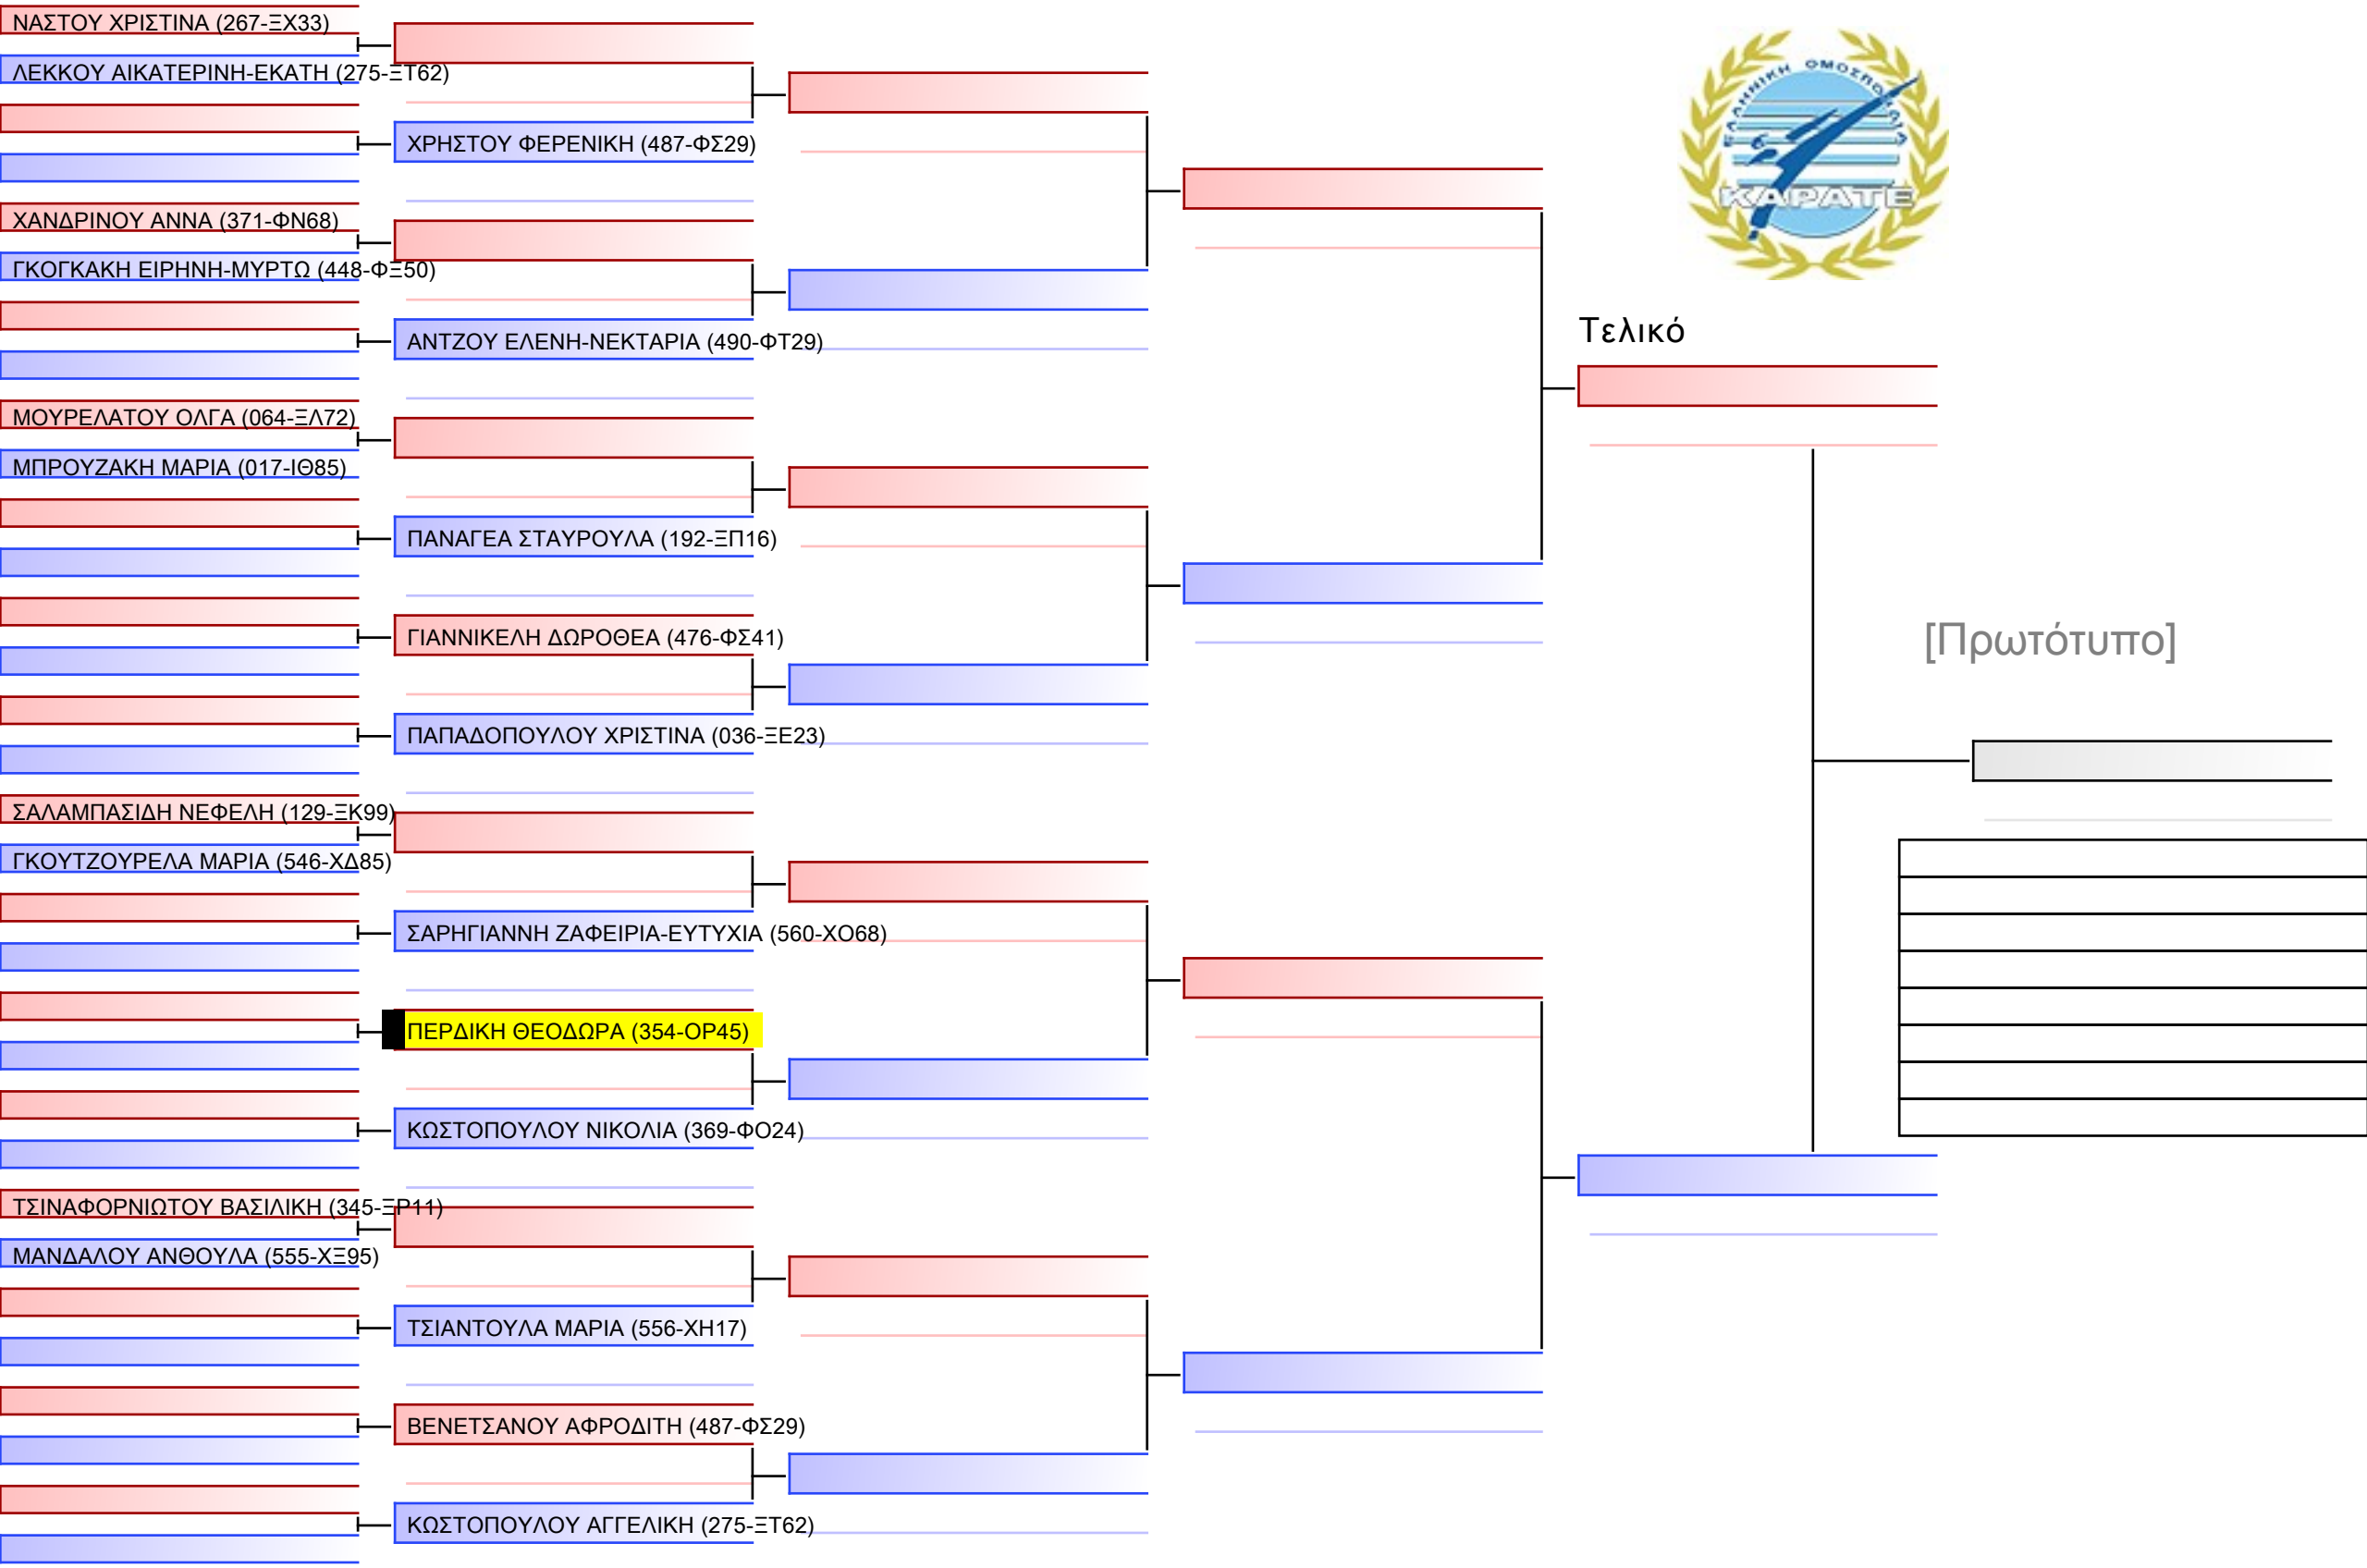 ΝΑΣΤΟΥ ΧΡΙΣΤΙΝΑ (267-ΞΧ33)
ΛΕΚΚΟΥ ΑΙΚΑΤΕΡΙΝΗ-ΕΚΑΤΗ (275-ΞΤ62)
ΧΡΗΣΤΟΥ ΦΕΡΕΝΙΚΗ (487-ΦΣ29)
ΧΑΝΔΡΙΝΟΥ ΑΝΝΑ (371-ΦΝ68)
ΓΚΟΓΚΑΚΗ ΕΙΡΗΝΗ-ΜΥΡΤΩ (448-ΦΞ50)
ΑΝΤΖΟΥ ΕΛΕΝΗ-ΝΕΚΤΑΡΙΑ (490-ΦΤ29)
ΜΟΥΡΕΛΑΤΟΥ ΟΛΓΑ (064-ΞΛ72)
ΜΠΡΟΥΖΑΚΗ ΜΑΡΙΑ (017-ΙΘ85)
ΠΑΝΑΓΕΑ ΣΤΑΥΡΟΥΛΑ (192-ΞΠ16)
ΓΙΑΝΝΙΚΕΛΗ ΔΩΡΟΘΕΑ (476-ΦΣ41)
ΠΑΠΑΔΟΠΟΥΛΟΥ ΧΡΙΣΤΙΝΑ (036-ΞΕ23)
ΣΑΛΑΜΠΑΣΙΔΗ ΝΕΦΕΛΗ (129-ΞΚ99)
ΓΚΟΥΤΖΟΥΡΕΛΑ ΜΑΡΙΑ (546-ΧΔ85)
ΣΑΡΗΓΙΑΝΝΗ ΖΑΦΕΙΡΙΑ-ΕΥΤΥΧΙΑ (560-ΧΟ68)
ΠΕΡΔΙΚΗ ΘΕΟΔΩΡΑ (354-ΟΡ45)
ΚΩΣΤΟΠΟΥΛΟΥ ΝΙΚΟΛΙΑ (369-ΦΟ24)
ΤΣΙΝΑΦΟΡΝΙΩΤΟΥ ΒΑΣΙΛΙΚΗ (345-ΞΡ11)
ΜΑΝΔΑΛΟΥ ΑΝΘΟΥΛΑ (555-ΧΞ95)
ΤΣΙΑΝΤΟΥΛΑ ΜΑΡΙΑ (556-ΧΗ17)
ΒΕΝΕΤΣΑΝΟΥ ΑΦΡΟΔΙΤΗ (487-ΦΣ29)
ΚΩΣΤΟΠΟΥΛΟΥ ΑΓΓΕΛΙΚΗ (275-ΞΤ62)
ΕΛΛΗΝΙΚΗ ΟΜΟΣΠΟΝΔΙΑ
ΚΑΡΑΤΕ
Τελικό
[Πρωτότυπο]